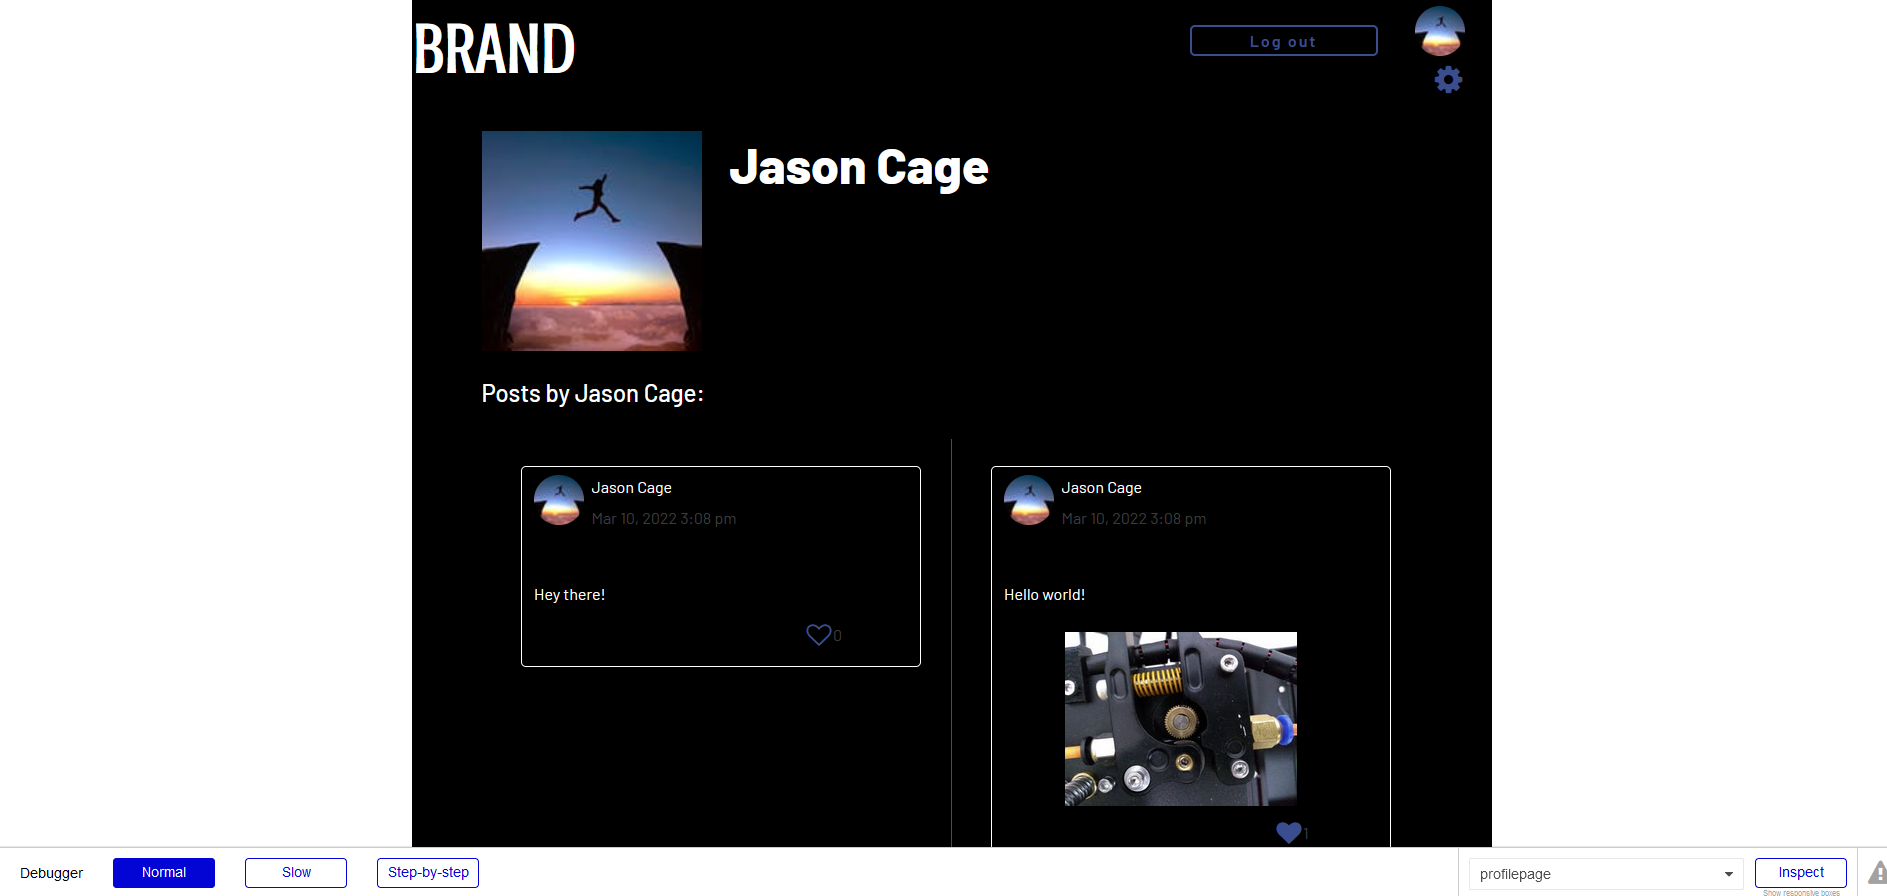 BRAND
Log out
Jason Cage
Posts by Jason Cage:
Jason Cage
Mar 10, 2022 3:08 pm
Hey there!
0
Jason Cage
Mar 10, 2022 3:08 pm
Hello world!
1
Debugger
Normal
Slow
Step-by-step
profilepage
Inspect
Show responsive boxes